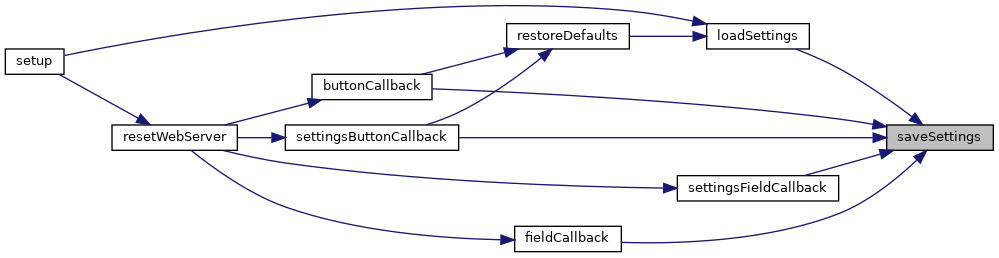 restoreDefaults
loadSettings
setup
buttonCallback
resetWebServer
settingsButtonCallback
saveSettings
settingsFieldCallback
fieldCallback